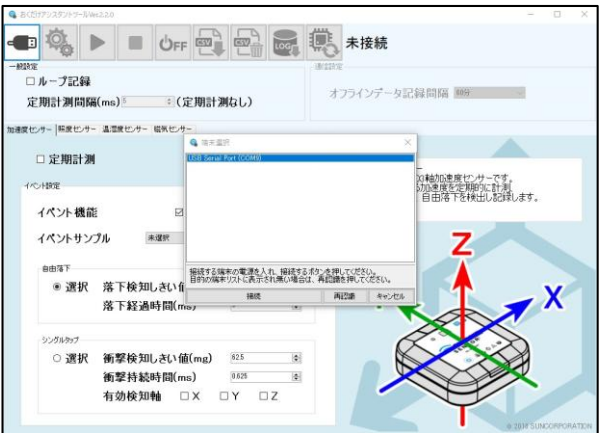 おくだけアシスタントツールVer.2.2.0
OFF CSV CSV LOG 未接続
一般設定
ループ記録
定期計測間隔(ms) 5 (定期計測なし)
通信設定
オフラインデータ記録間隔 60分
加速度センサー 照度センサー 温湿度センサー 磁気センサー
定期計測
端末選択
USB Serial Port (COM9)
軸加速度センサーです。
加速度を定期的に計測
自由落下を検出し記録します。
イベント設定
イベント機能
イベントサンプル 未選択
接続する端末の電源を入れ、接続するボタンを押してください。
目的の端末リストに表示され無い場合は、再認識を押してください。
接続 再認識 キャンセル
自由落下
選択 落下検知しきい値
落下経過時間(ms)
シングルタップ
選択 衝撃検知しきい値(mg) 62.5
衝撃持続時間(ms) 0.625
有効検知軸 X Y Z
Z
X
© 2018 SUNCORPORATION